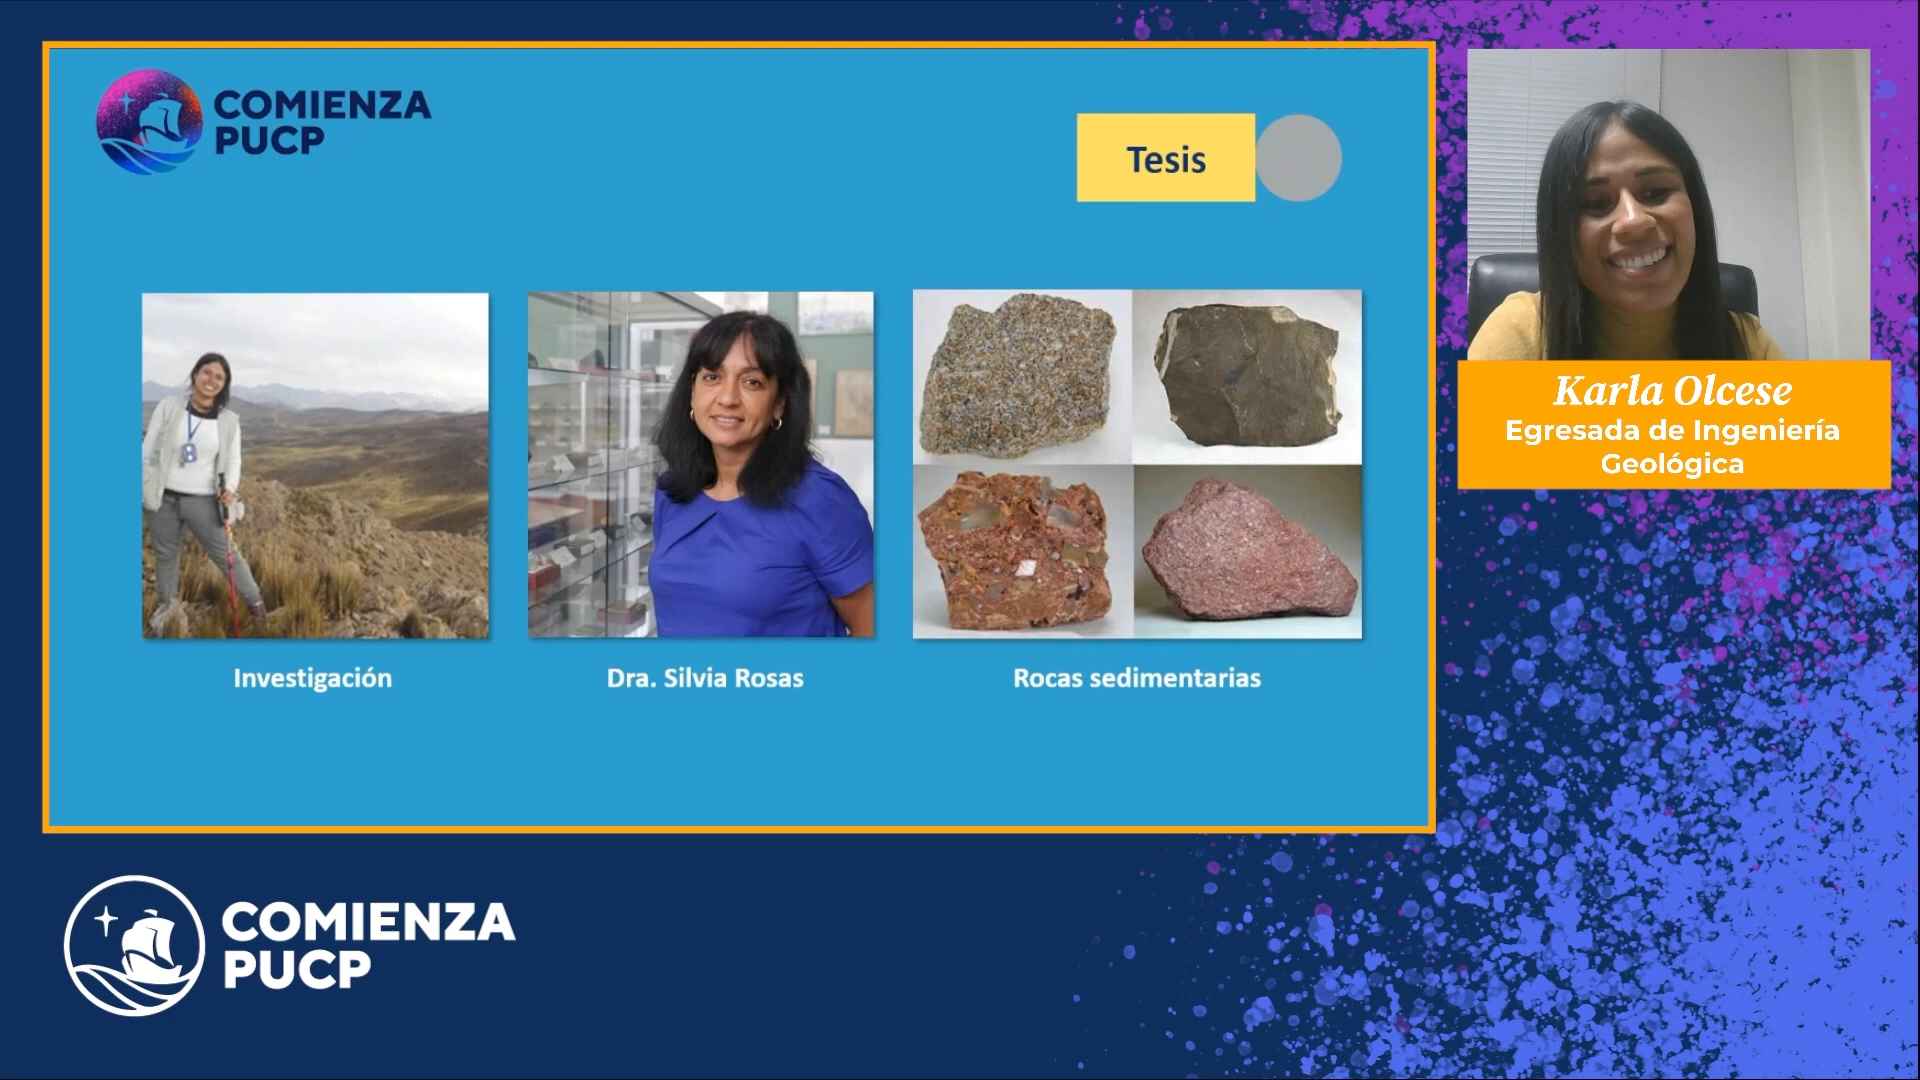 COMIENZA
PUCP
Tesis
Investigación
Dra. Silvia Rosas
Rocas sedimentarias
Karla Olcese
Egresada de Ingeniería
Geológica
COMIENZA
PUCP